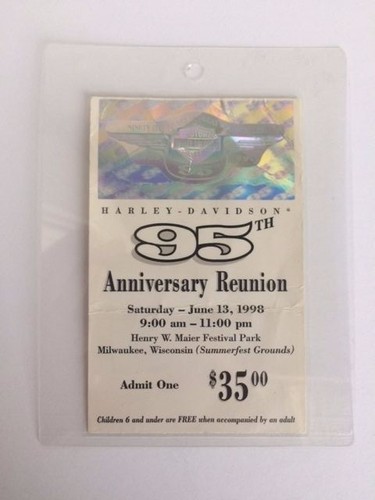 HARLEY-DAVIDSON®
95TH
Anniversary Reunion
Saturday – June 13, 1998
9:00 am – 11:00 pm
Henry W. Maier Festival Park
Milwaukee, Wisconsin (Summerfest Grounds)
Admit One $35.00
Children 6 and under are FREE when accompanied by an adult